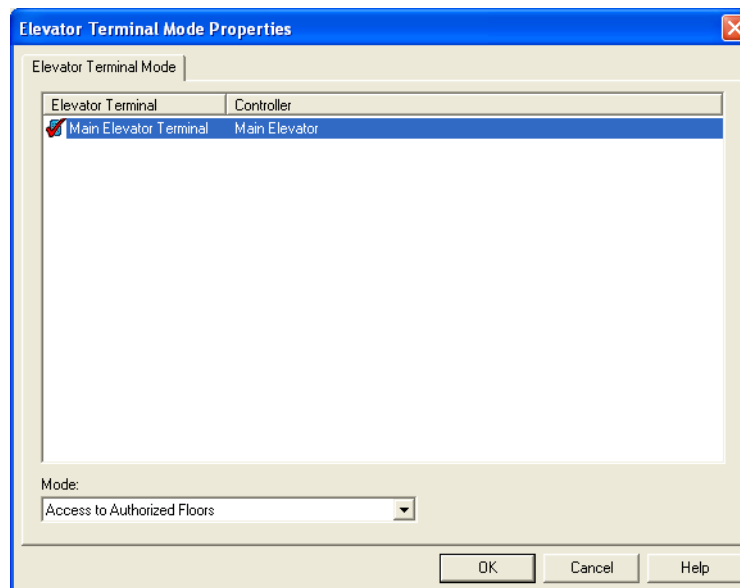 Elevator Terminal Mode Properties
Elevator Terminal Mode
Elevator Terminal Controller
Main Elevator Terminal Main Elevator
Mode:
Access to Authorized Floors
OK Cancel Help